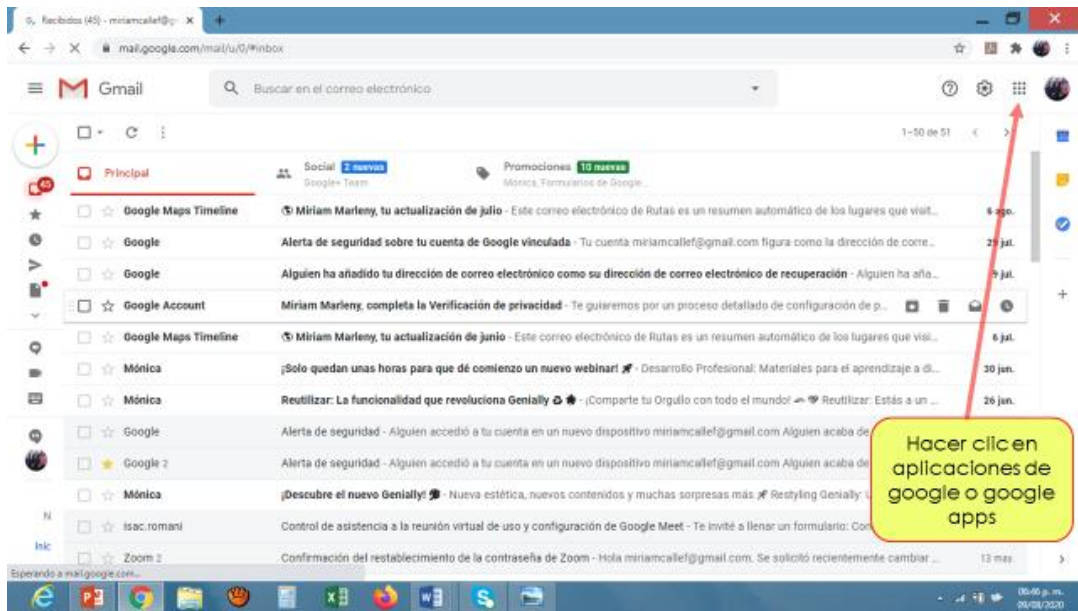 Recibidos (45) - miriamcallef@g
mail.google.com/mail/u/0/#inbox
Gmail
Buscar en el correo electrónico
1–50 de 51
45
Principal
Social 2 nuevas
Google+ Team
Promociones 10 nuevas
Mónica, Formularios de Google...
Google Maps Timeline Miriam Marleny, tu actualización de julio - Este correo electrónico de Rutas es un resumen automático de los lugares que visit... 6 ago.
Google Alerta de seguridad sobre tu cuenta de Google vinculada - Tu cuenta miriamcallef@gmail.com figura como la dirección de corre... 29 jul.
Google Alguien ha añadido tu dirección de correo electrónico como su dirección de correo electrónico de recuperación - Alguien ha aña... jul.
Google Account Miriam Marleny, completa la Verificación de privacidad - Te guiaremos por un proceso detallado de configuración de p...
Google Maps Timeline Miriam Marleny, tu actualización de junio - Este correo electrónico de Rutas es un resumen automático de los lugares que visi... 6 jul.
Mónica ¡Solo quedan unas horas para que dé comienzo un nuevo webinar! - Desarrollo Profesional: Materiales para el aprendizaje a di... 30 jun.
Mónica Reutilizar: La funcionalidad que revoluciona Genially - ¡Comparte tu Orgullo con todo el mundo! Reutilizar: Estás a un ... 26 jun.
Google Alerta de seguridad - Alguien accedió a tu cuenta en un nuevo dispositivo miriamcallef@gmail.com Alguien acaba de
Google 2 Alerta de seguridad - Alguien accedió a tu cuenta en un nuevo dispositivo miriamcallef@gmail.com Alguien acaba de
Mónica ¡Descubre el nuevo Genially! - Nueva estética, nuevos contenidos y muchas sorpresas más Restyling Genially:
isac.romani Control de asistencia a la reunión virtual de uso y configuración de Google Meet - Te invité a llenar un formulario: Con
Zoom 2 Confirmación del restablecimiento de la contraseña de Zoom - Hola miriamcallef@gmail.com, Se solicitó recientemente cambiar ... 13 may.
Hacer clic en
aplicaciones de
google o google
apps
N
Inic
Esperando a mail.google.com...
06:46 p. m.
09/08/2020